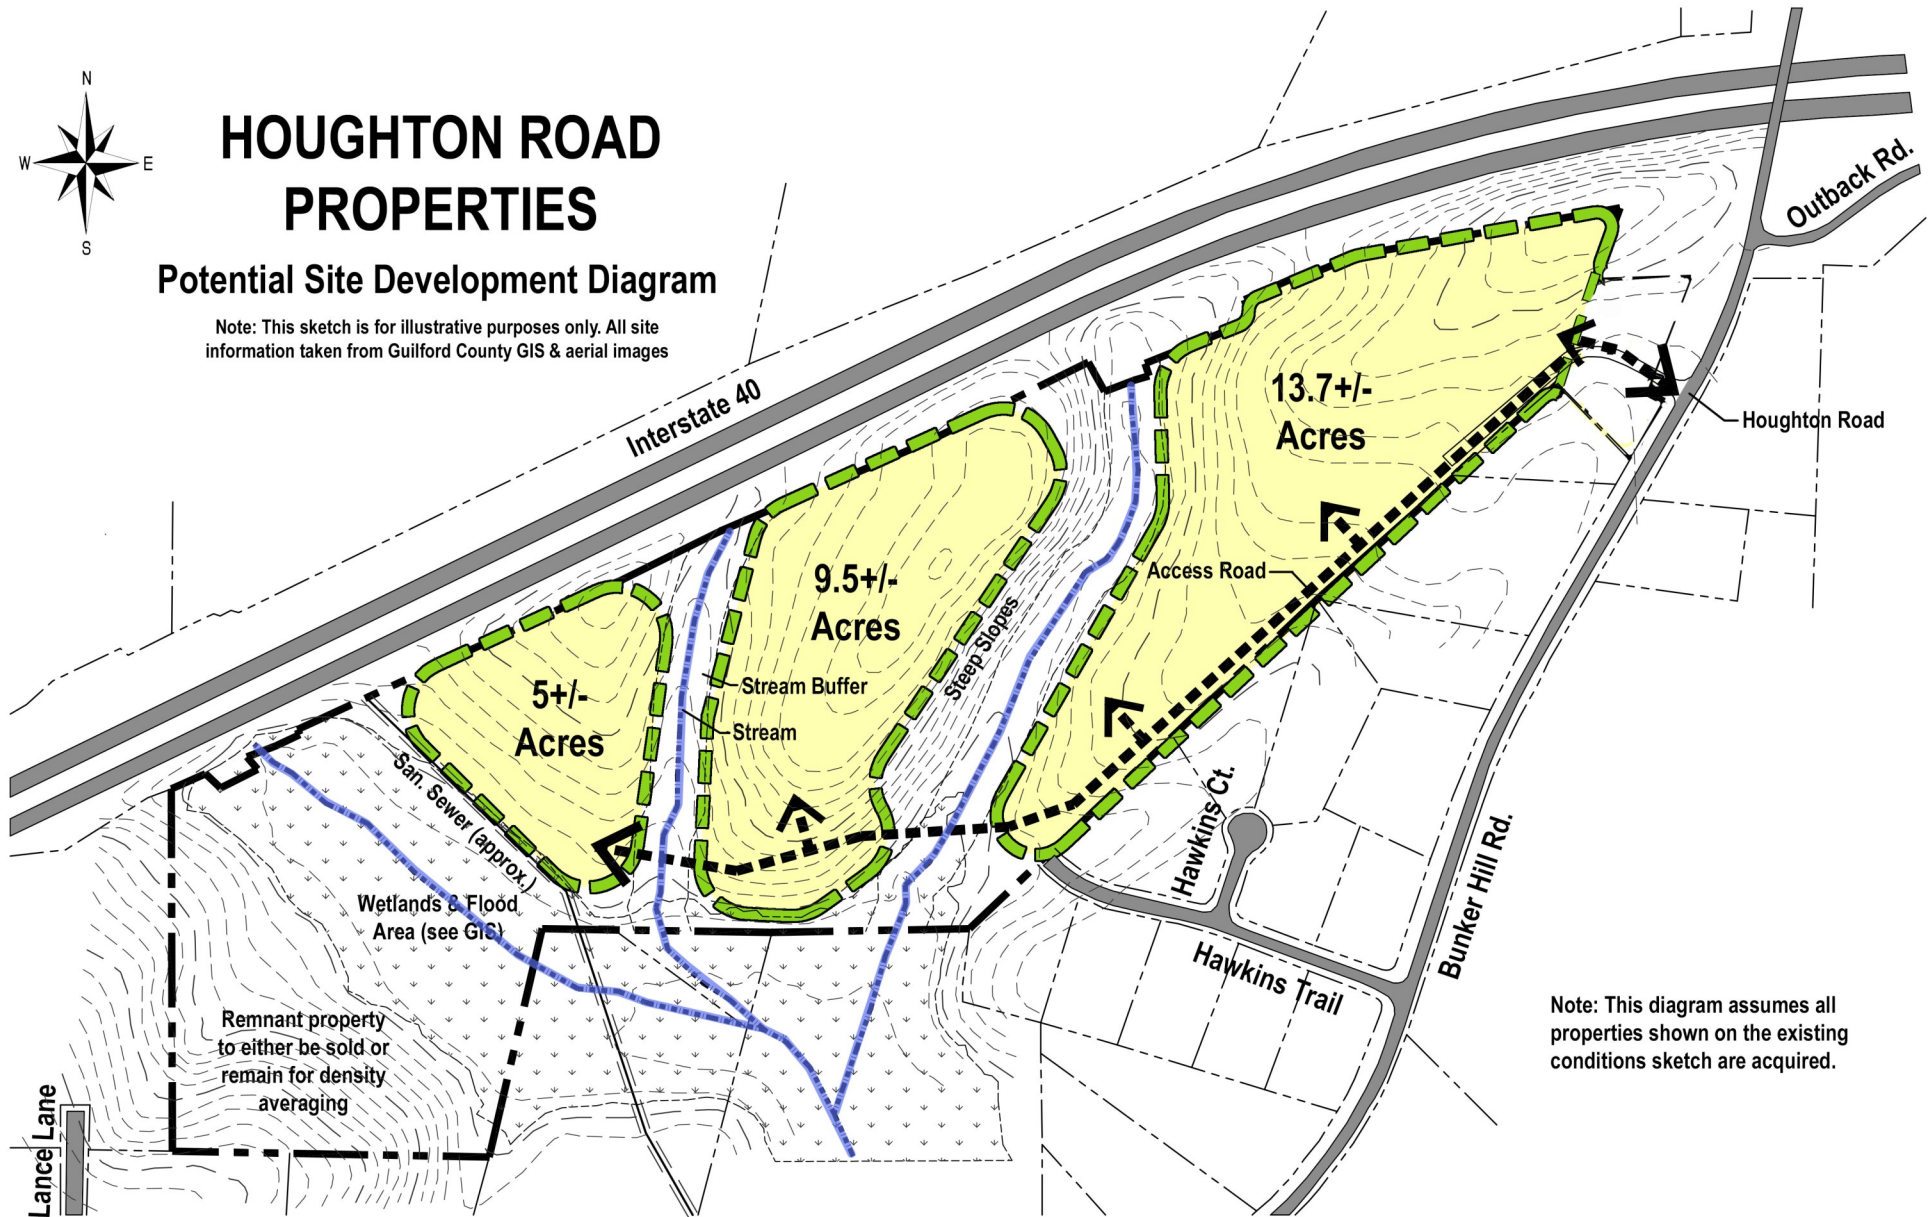 N
W
E
S
HOUGHTON ROAD
PROPERTIES
Potential Site Development Diagram
Note: This sketch is for illustrative purposes only. All site
information taken from Guilford County GIS & aerial images
Interstate 40
Outback Rd.
Houghton Road
13.7+/-
Acres
Access Road
9.5+/-
Acres
Steep Slopes
Stream Buffer
Stream
5+/-
Acres
San. Sewer (approx.)
Wetlands & Flood
Area (see GIS)
Hawkins Ct.
Hawkins Trail
Bunker Hill Rd.
Remnant property
to either be sold or
remain for density
averaging
Lance Lane
Note: This diagram assumes all
properties shown on the existing
conditions sketch are acquired.